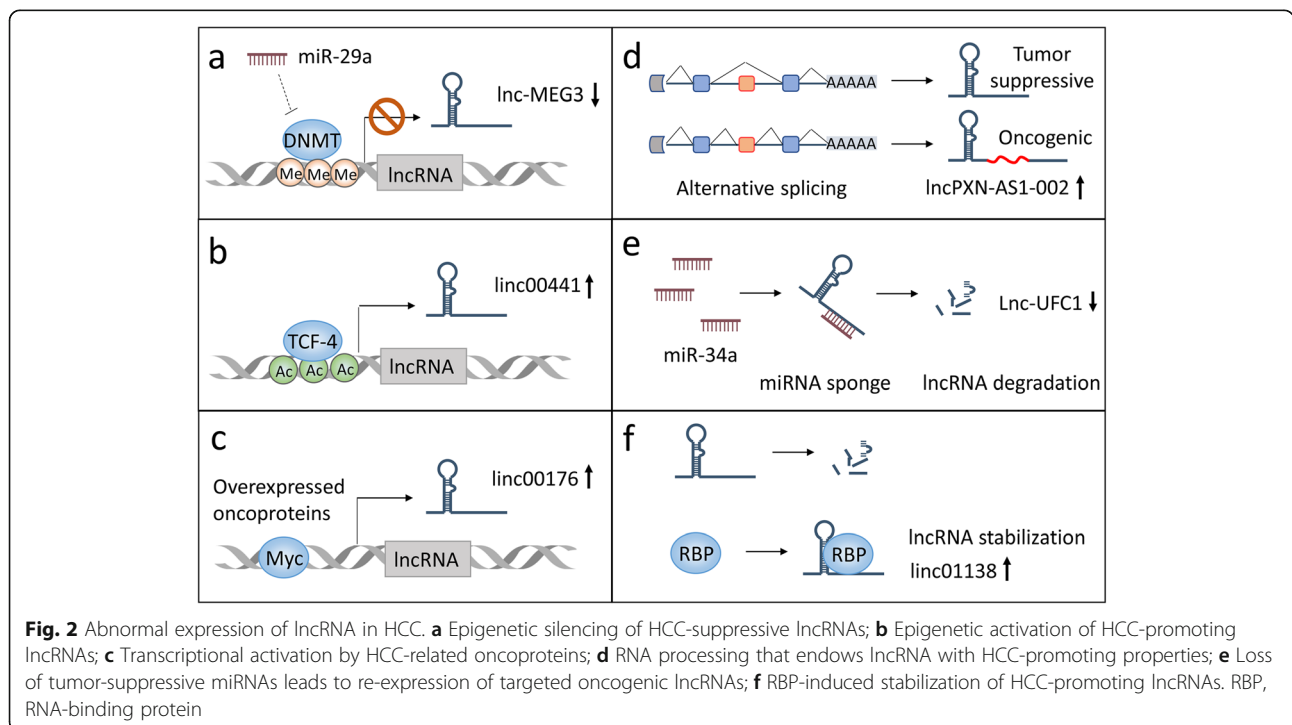 a
miR-29a
lnc-MEG3
DNMT
Me Me Me
lncRNA
b
linc00441
TCF-4
Ac Ac Ac
lncRNA
c
linc00176
Overexpressed
oncoproteins
Myc
lncRNA
d
AAAAA
Tumor
suppressive
AAAAA
Oncogenic
Alternative splicing
lncPXN-AS1-002
e
miR-34a
miRNA sponge
Lnc-UFC1
lncRNA degradation
f
RBP
RBP
lncRNA stabilization
linc01138
Fig. 2 Abnormal expression of lncRNA in HCC. a Epigenetic silencing of HCC-suppressive lncRNAs; b Epigenetic activation of HCC-promoting
lncRNAs; c Transcriptional activation by HCC-related oncoproteins; d RNA processing that endows lncRNA with HCC-promoting properties; e Loss
of tumor-suppressive miRNAs leads to re-expression of targeted oncogenic lncRNAs; f RBP-induced stabilization of HCC-promoting lncRNAs. RBP,
RNA-binding protein